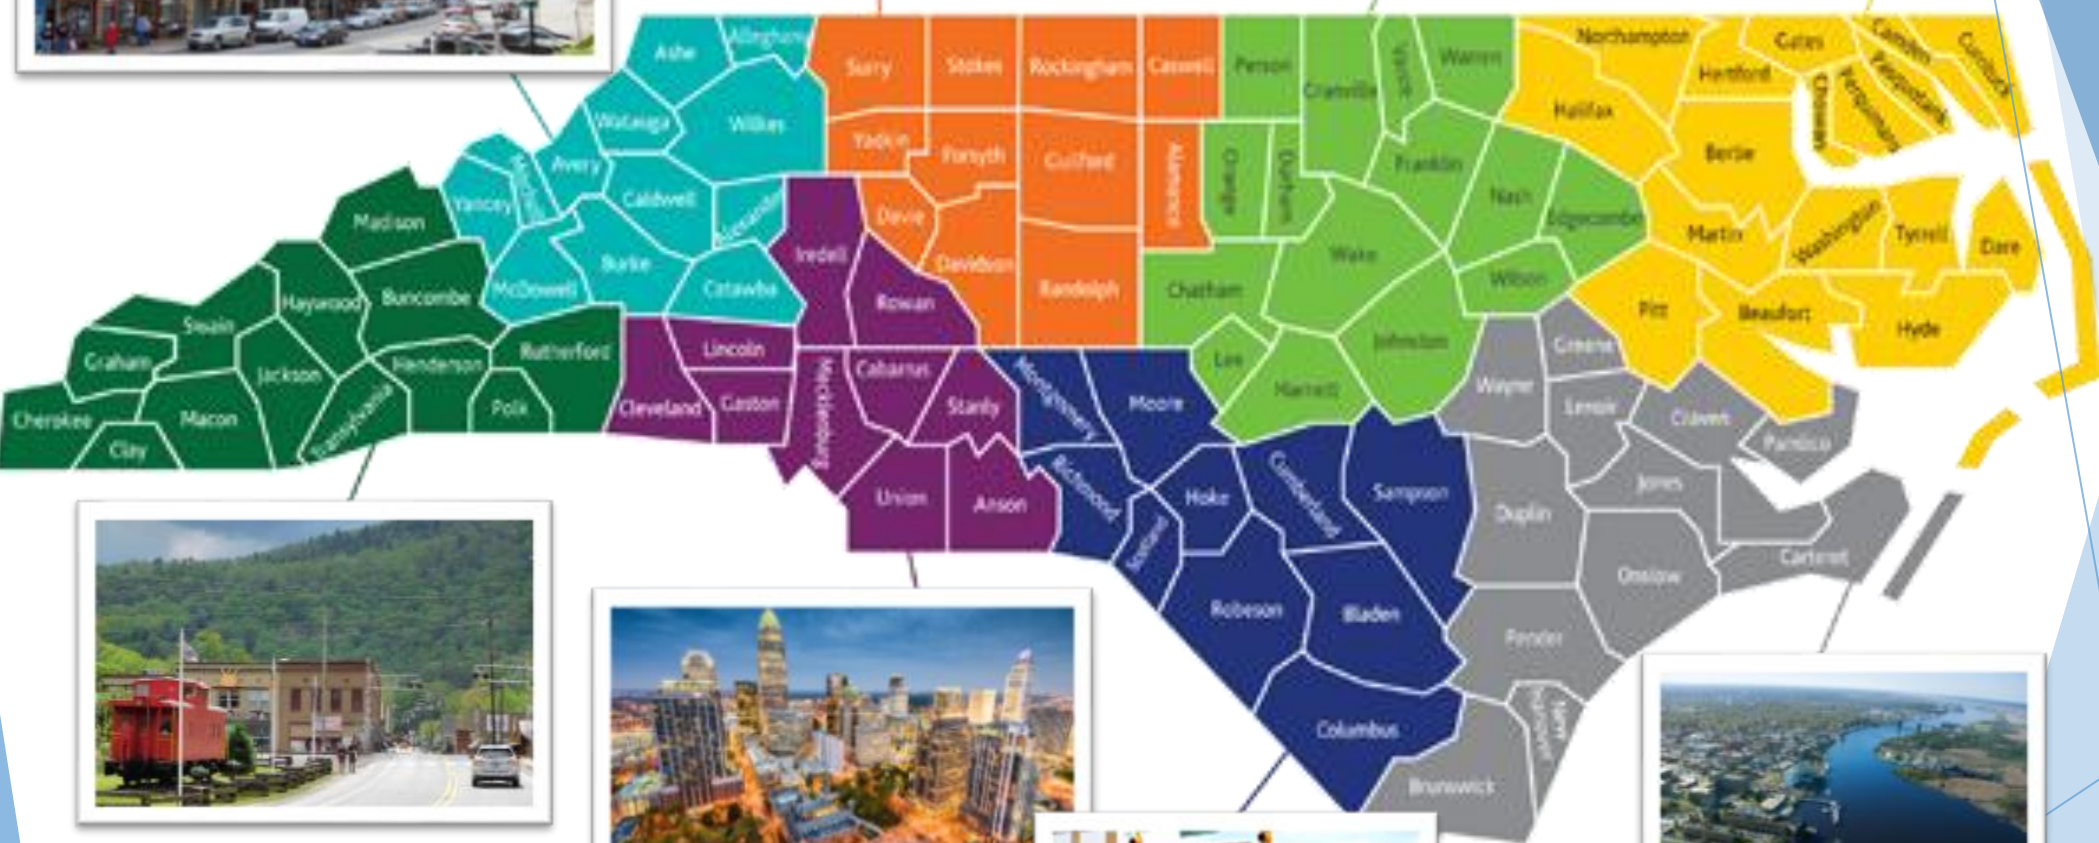 Ashe
Alleghany
Surry
Stokes
Rockingham
Caswell
Person
Granville
Vance
Warren
Northampton
Gates
Camden
Currituck
Hertford
Pasquotank
Perquimans
Chowan
Halifax
Watauga
Wilkes
Yadkin
Forsyth
Guilford
Alamance
Orange
Durham
Franklin
Nash
Edgecombe
Bertie
Mitchell
Avery
Yancey
Caldwell
Alexander
Madison
Iredell
Davie
Davidson
Randolph
Chatham
Wake
Wilson
Martin
Washington
Tyrrell
Dare
McDowell
Burke
Catawba
Rowan
Haywood
Buncombe
Swain
Graham
Jackson
Henderson
Rutherford
Lincoln
Cabarrus
Lee
Johnston
Harnett
Pitt
Beaufort
Hyde
Greene
Wayne
Lenoir
Craven
Pamlico
Cherokee
Clay
Macon
Transylvania
Polk
Cleveland
Gaston
Mecklenburg
Stanly
Montgomery
Moore
Union
Anson
Richmond
Scotland
Hoke
Cumberland
Sampson
Duplin
Jones
Onslow
Carteret
Robeson
Bladen
Pender
Columbus
Brunswick
New
Hanover